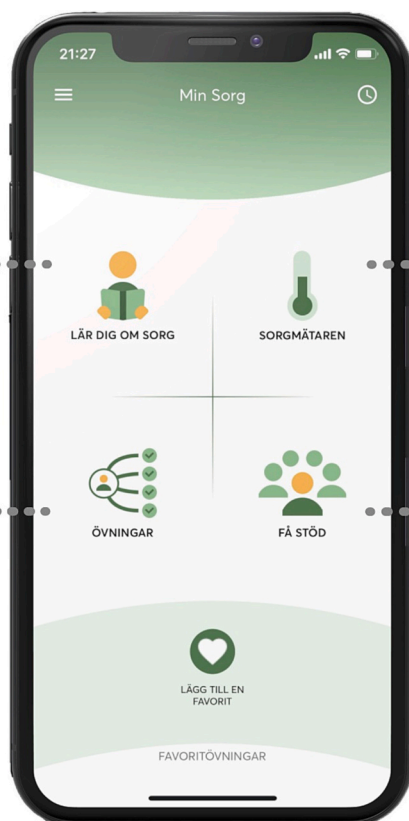 21:27
Min Sorg
LÄR DIG OM SORG
SORGMÄTAREN
ÖVNINGAR
FÅ STÖD
LÄGG TILL EN
FAVORIT
FAVORITÖVNINGAR